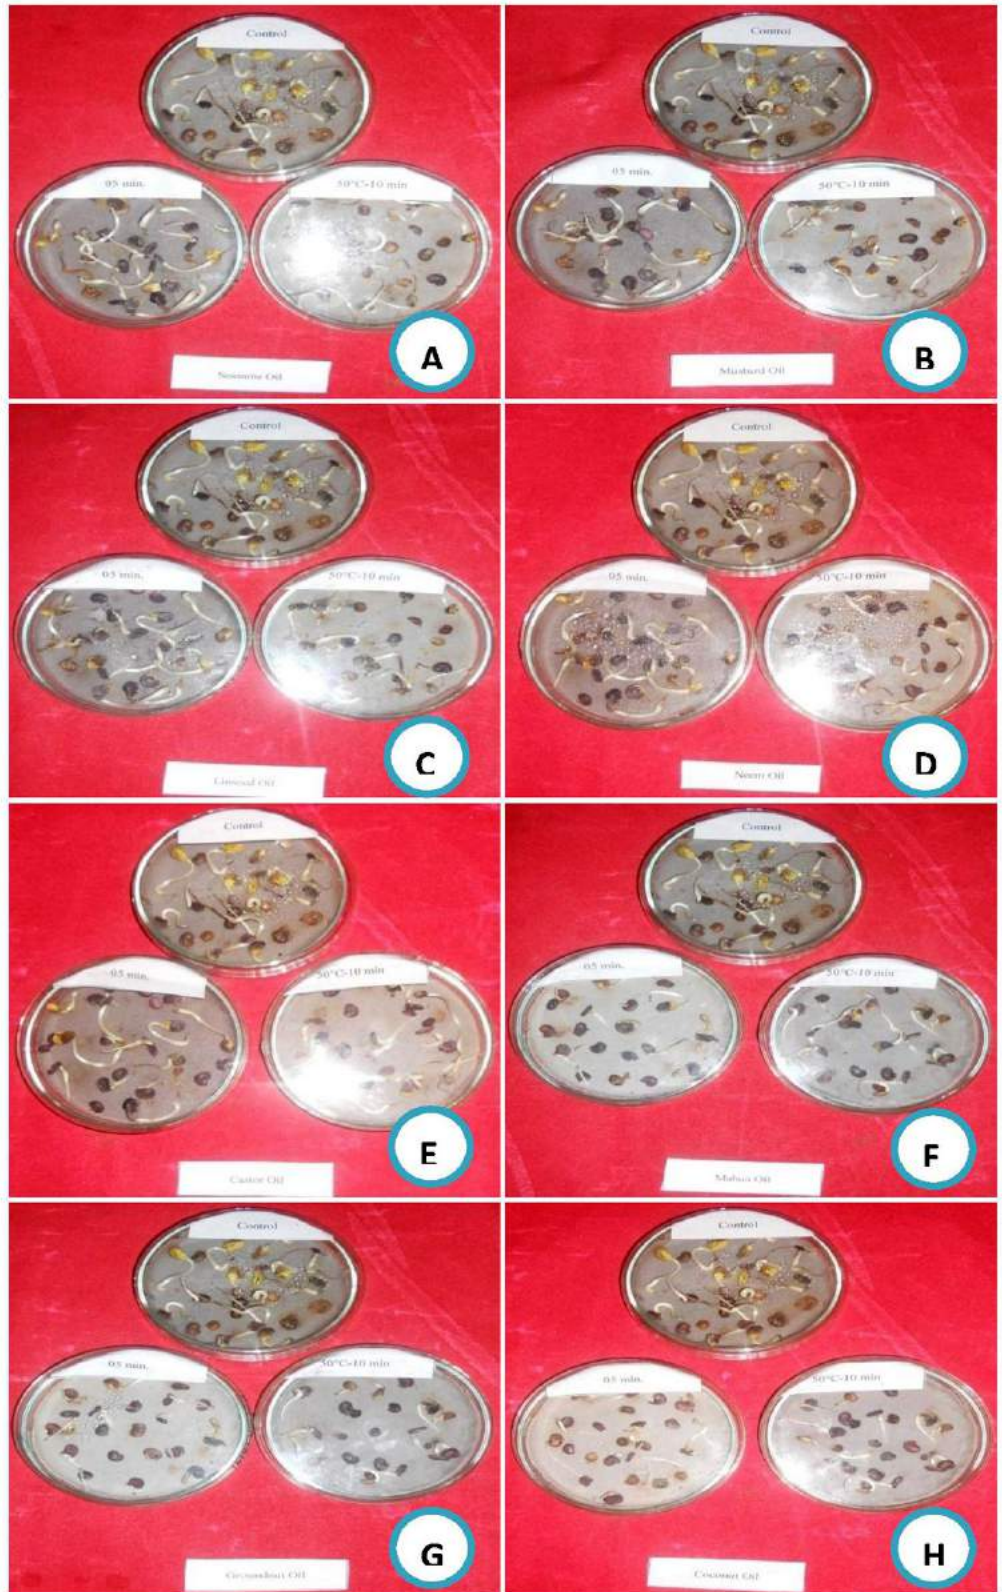 Control
05 min.
50°C-10 min
Sesame Oil
A
Control
05 min.
50°C-10 min
Mustard Oil
B
Control
05 min.
50°C-10 min
Linseed Oil
C
Control
05 min.
50°C-10 min
Neem Oil
D
Control
05 min.
50°C-10 min
Castor Oil
E
Control
05 min.
50°C-10 min
Mahua Oil
F
Control
05 min.
50°C-10 min
Groundnut Oil
G
Control
05 min.
50°C-10 min
Coconut Oil
H